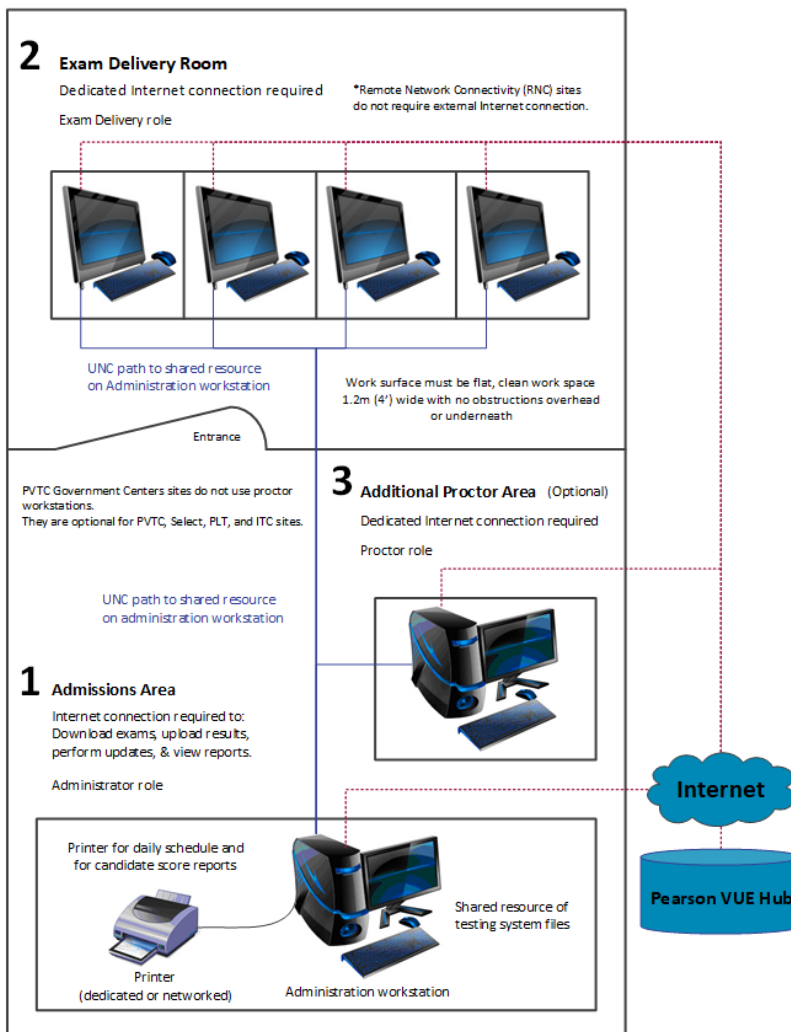 2 Exam Delivery Room
Dedicated Internet connection required
Exam Delivery role
*Remote Network Connectivity (RNC) sites
do not require external Internet connection.
UNC path to shared resource
on Administration workstation
Work surface must be flat, clean work space
1.2m (4') wide with no obstructions overhead
or underneath
Entrance
PVTC Government Centers sites do not use proctor
workstations.
They are optional for PVTC, Select, PLT, and ITC sites.
3 Additional Proctor Area (Optional)
Dedicated Internet connection required
Proctor role
UNC path to shared resource
on administration workstation
1 Admissions Area
Internet connection required to:
Download exams, upload results,
perform updates, & view reports.
Administrator role
Internet
Pearson VUE Hub
Printer for daily schedule and
for candidate score reports
Shared resource of
testing system files
Printer
(dedicated or networked)
Administration workstation